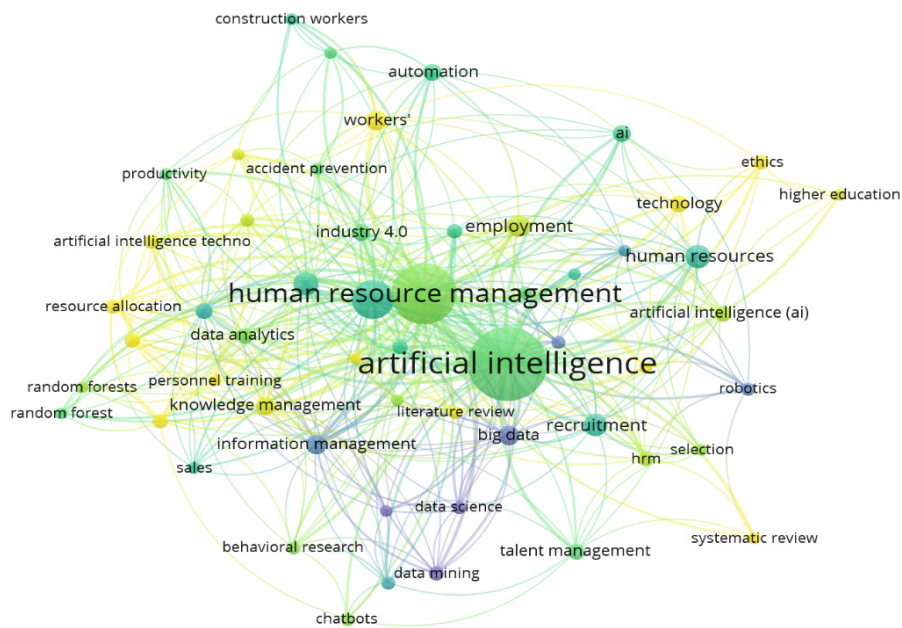 construction workers
automation
workers'
ai
ethics
accident prevention
productivity
higher education
technology
employment
industry 4.0
artificial intelligence techno
human resources
human resource management
resource allocation
artificial intelligence (ai)
data analytics
artificial intelligence
personnel training
random forests
robotics
knowledge management
literature review
random forest
recruitment
big data
information management
selection
hrm
sales
data science
systematic review
behavioral research
talent management
data mining
chatbots